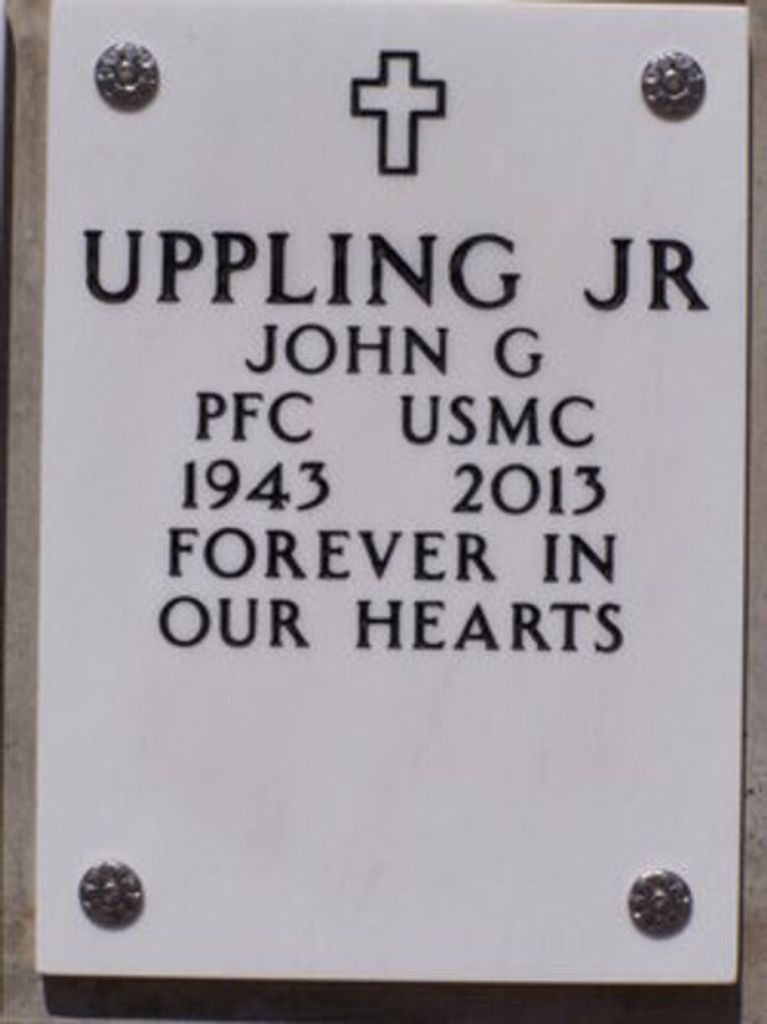 UPPLING JR
JOHN G
PFC USMC
1943 2013
FOREVER IN
OUR HEARTS